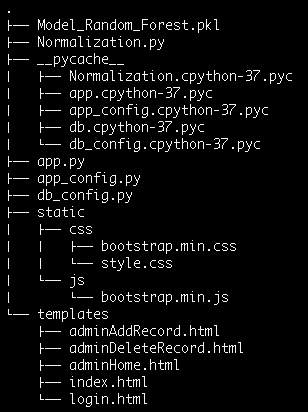 .
├── Model_Random_Forest.pkl
├── Normalization.py
├── __pycache__
│   ├── Normalization.cpython-37.pyc
│   ├── app.cpython-37.pyc
│   ├── app_config.cpython-37.pyc
│   ├── db.cpython-37.pyc
│   └── db_config.cpython-37.pyc
├── app.py
├── app_config.py
├── db_config.py
├── static
│   ├── css
│   │   ├── bootstrap.min.css
│   │   └── style.css
│   └── js
│       └── bootstrap.min.js
└── templates
    ├── adminAddRecord.html
    ├── adminDeleteRecord.html
    ├── adminHome.html
    ├── index.html
    └── login.html